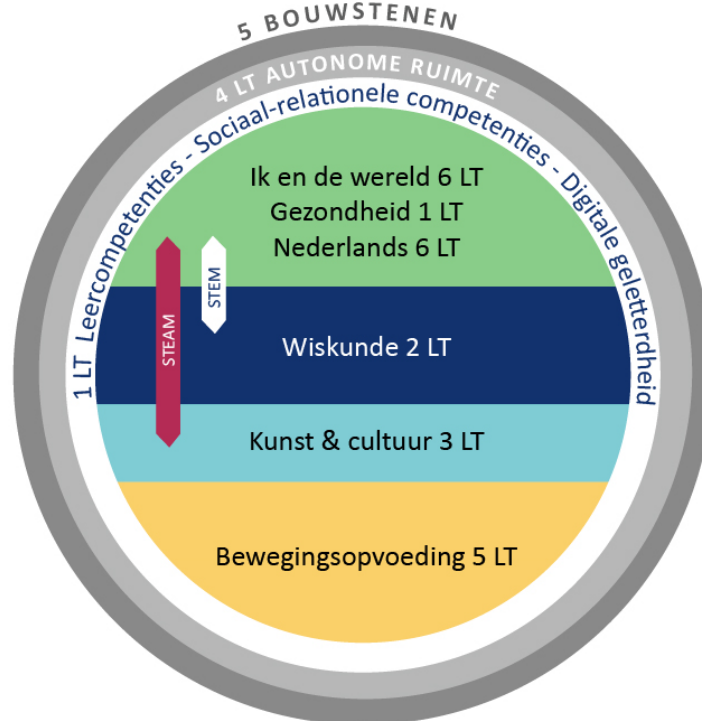 5 BOUWSTENEN
4 LT AUTONOME RUIMTE
1 LT Leercompetenties - Sociaal-relationele competenties - Digitale geletterdheid
Ik en de wereld 6 LT
Gezondheid 1 LT
Nederlands 6 LT
STEAM
STEM
Wiskunde 2 LT
Kunst & cultuur 3 LT
Bewegingsopvoeding 5 LT